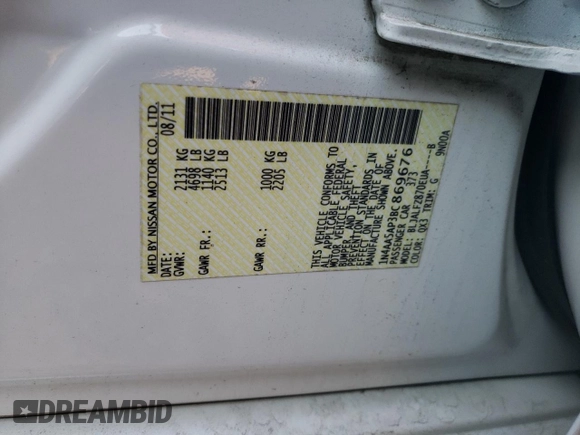 MFD BY NISSAN MOTOR CO., LTD.
DATE: 08/11
GVWR: 2131 KG
4698 LB
GAWR FR.: 1140 KG
2513 LB
GAWR RR.: 1000 KG
2205 LB
THIS VEHICLE CONFORMS TO
ALL APPLICABLE FEDERAL
MOTOR VEHICLE SAFETY,
BUMPER, AND THEFT
PREVENTION STANDARDS IN
EFFECT ON THE DATE OF
MANUFACTURE SHOWN ABOVE.
1N4AA5AP3BC869676
PASSENGER CAR 373
MODEL: BLJALFZ870EUA----B
COLOR: QX3 TRIM: G 9N00A
DREAMBID